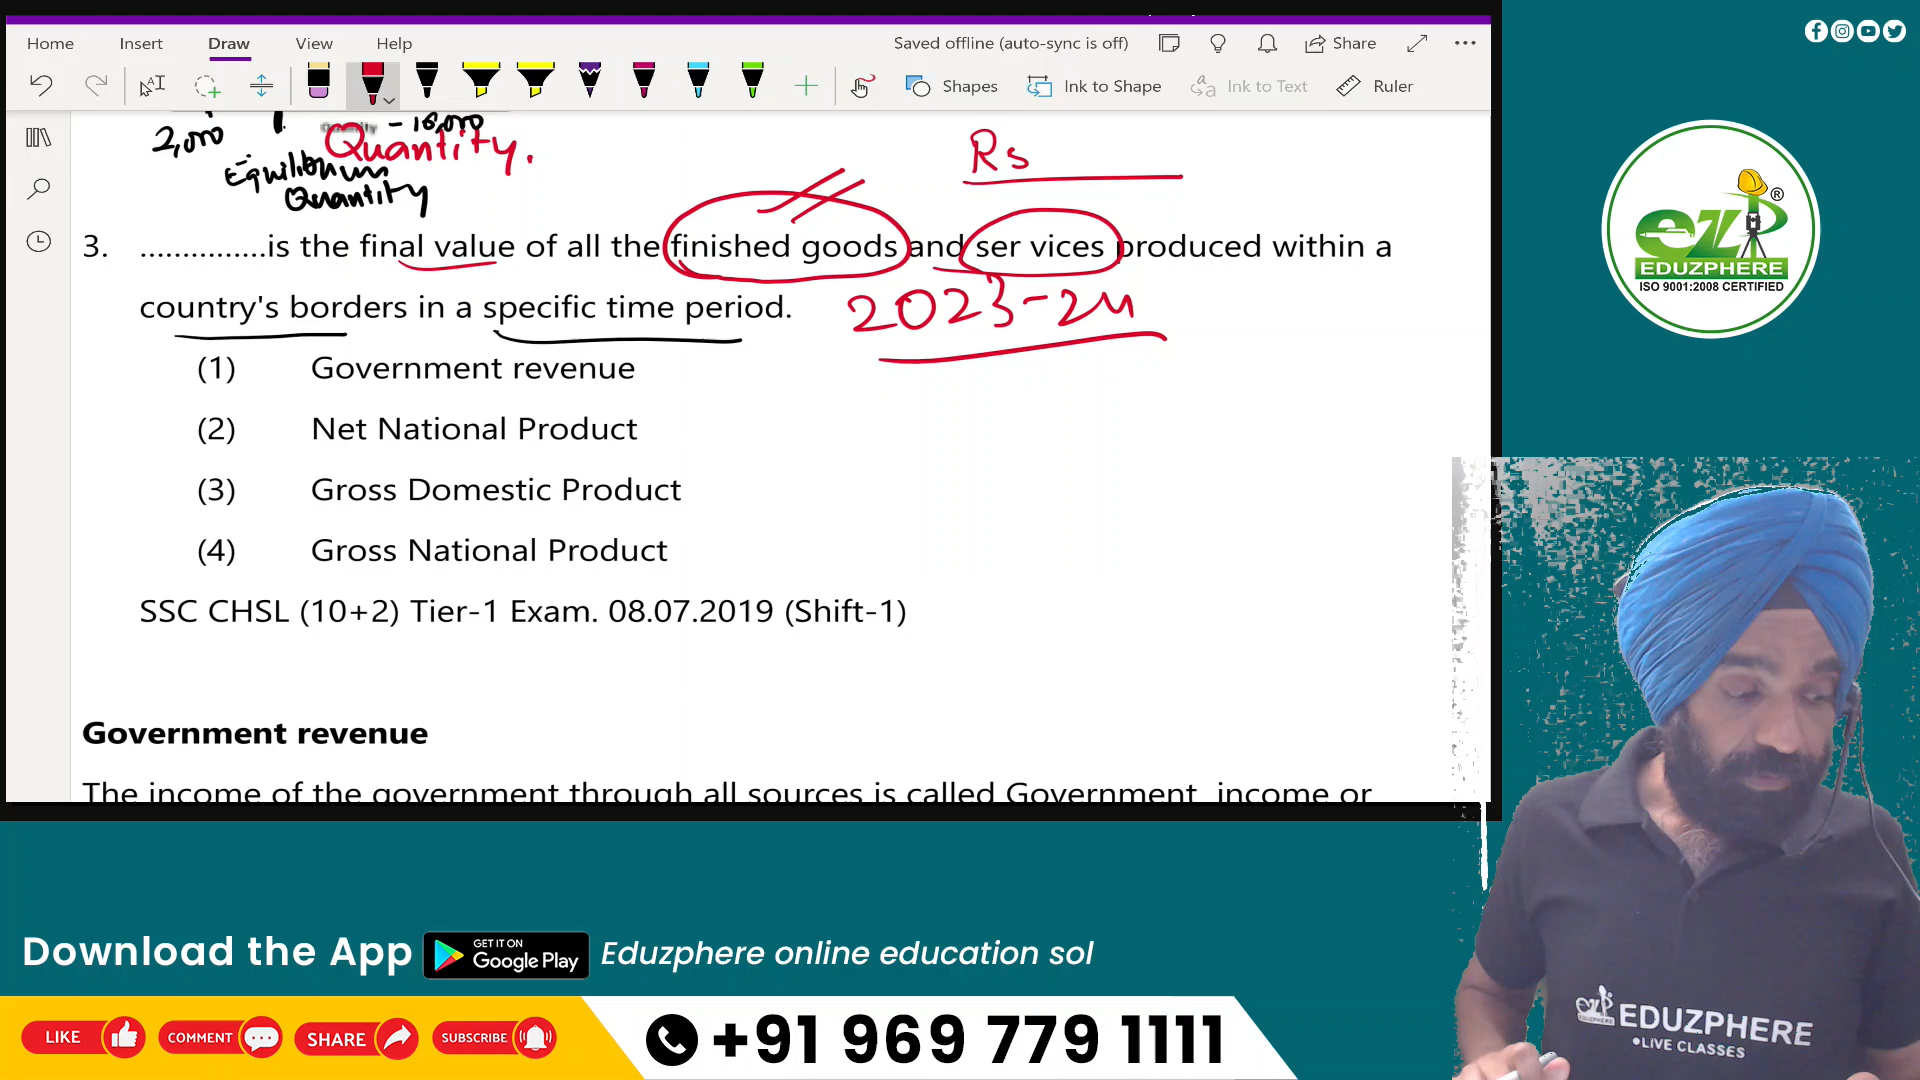 Home Insert Draw View Help Saved offline (auto-sync is off) Share
Shapes Ink to Shape Ink to Text Ruler
2,000 - 10,000
Quantity.
Equilibrium
Quantity
Rs
3. ...............is the final value of all the finished goods and ser vices produced within a
country's borders in a specific time period. 2023-24
(1) Government revenue
(2) Net National Product
(3) Gross Domestic Product
(4) Gross National Product
SSC CHSL (10+2) Tier-1 Exam. 08.07.2019 (Shift-1)
Government revenue
The income of the government through all sources is called Government income or
ezp ®
EDUZPHERE
ISO 9001:2008 CERTIFIED
EDUZPHERE
•LIVE CLASSES
Download the App GET IT ON Google Play Eduzphere online education sol
LIKE COMMENT SHARE SUBSCRIBE +91 969 779 1111